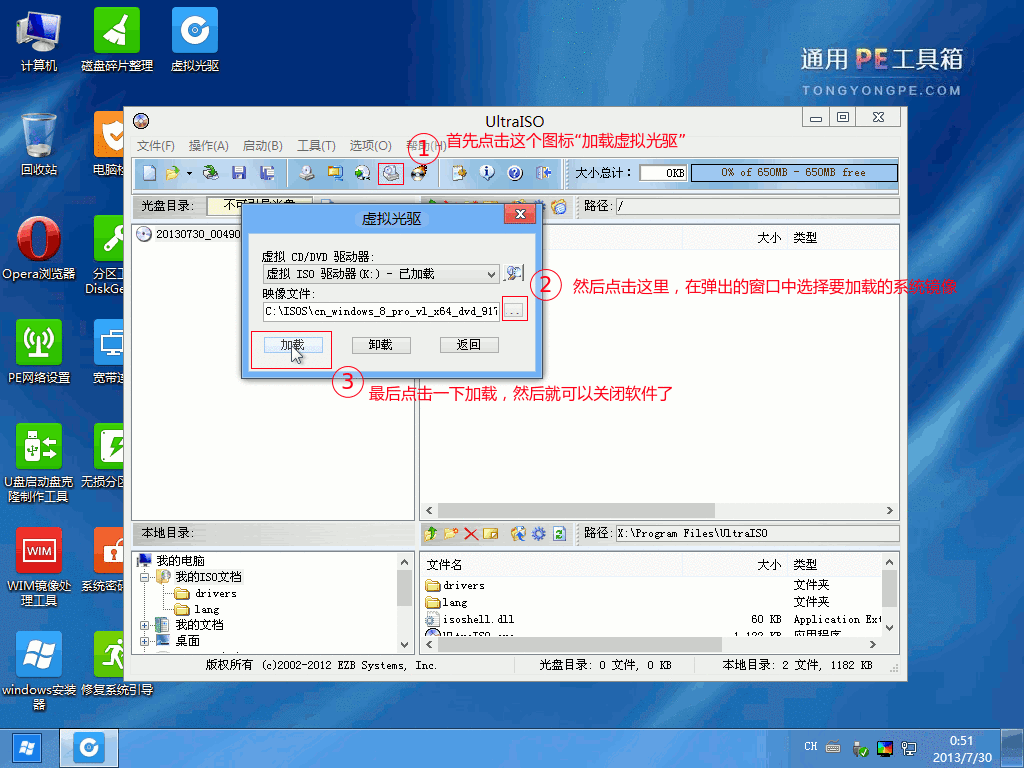 计算机
磁盘碎片整理
虚拟光驱
通用PE工具箱
TONGYONGPE.COM
回收站
电脑检
Opera浏览器
分区工
DiskGe
PE网络设置
宽带连
U盘启动盘克
隆制作工具
无损分区
WIM
WIM镜像处
理工具
系统密码
windows安装
器
修复系统引导
UltraISO
文件(F) 操作(A) 启动(B) 工具(T) 选项(O) 帮助(H)
① 首先点击这个图标“加载虚拟光驱”
大小总计: 0KB 0% of 650MB - 650MB free
光盘目录: 不可引导光盘 路径: /
20130730_00490
大小 类型
虚拟光驱
虚拟 CD/DVD 驱动器:
虚拟 ISO 驱动器(K:) - 已加载
映像文件:
C:\ISOS\cn_windows_8_pro_vl_x64_dvd_917
..
② 然后点击这里，在弹出的窗口中选择要加载的系统镜像
加载 卸载 返回
③ 最后点击一下加载，然后就可以关闭软件了
本地目录: 路径: X:\Program Files\UltraISO
我的电脑
我的ISO文档
drivers
lang
我的文档
桌面
文件名 大小 类型
drivers 文件夹
lang 文件夹
isoshell.dll 60 KB Application Ext
UltraISO.exe 1,122 KB 应用程序
版权所有 (c)2002-2012 EZB Systems, Inc. 光盘目录: 0 文件, 0 KB 本地目录: 2 文件, 1182 KB
CH
0:51
2013/7/30